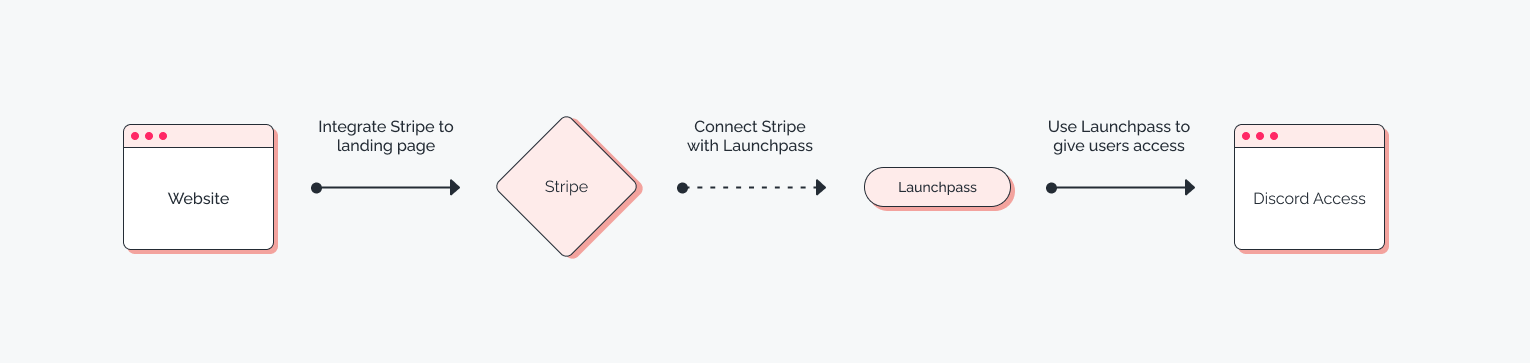 Website
Integrate Stripe to
landing page
Stripe
Connect Stripe
with Launchpass
Launchpass
Use Launchpass to
give users access
Discord Access